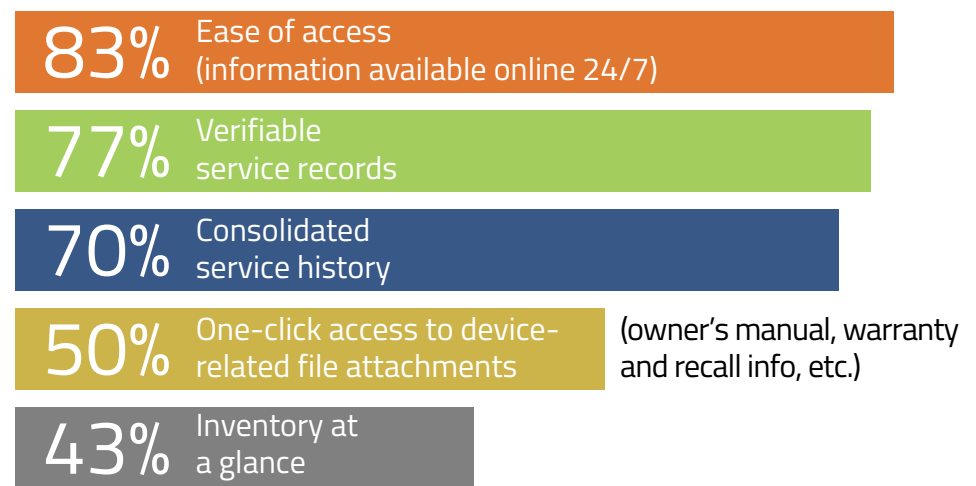 83% Ease of access
(information available online 24/7)
77% Verifiable
service records
70% Consolidated
service history
50% One-click access to device-
related file attachments
(owner's manual, warranty
and recall info, etc.)
43% Inventory at
a glance